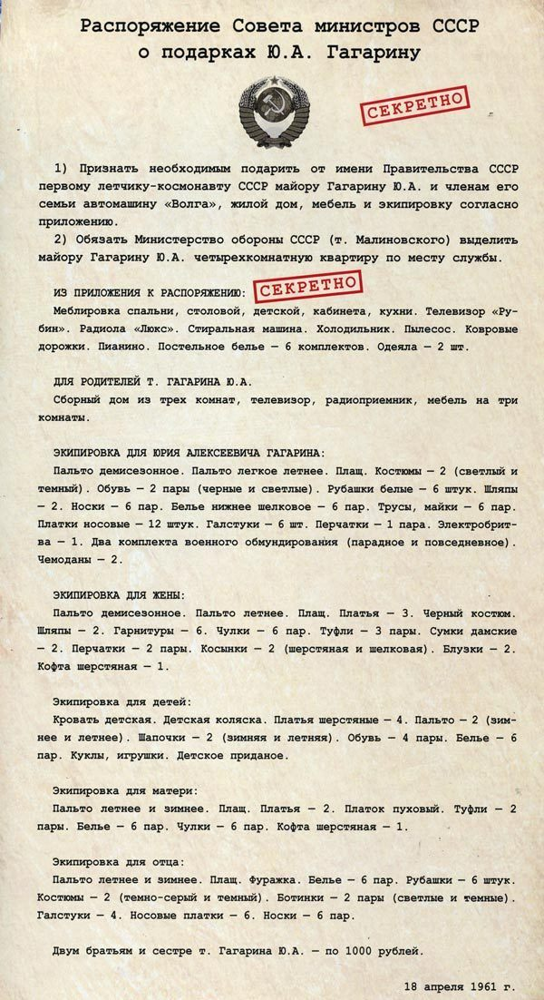 Распоряжение Совета министров СССР
о подарках Ю.А. Гагарину
СЕКРЕТНО
1) Признать необходимым подарить от имени Правительства СССР
первому летчику-космонавту СССР майору Гагарину Ю.А. и членам его
семьи автомашину «Волга», жилой дом, мебель и экипировку согласно
приложению.
2) Обязать Министерство обороны СССР (т. Малиновского) выделить
майору Гагарину Ю.А. четырехкомнатную квартиру по месту службы.
ИЗ ПРИЛОЖЕНИЯ К РАСПОРЯЖЕНИЮ: СЕКРЕТНО
Меблировка спальни, столовой, детской, кабинета, кухни. Телевизор «Ру-
бин». Радиола «Люкс». Стиральная машина. Холодильник. Пылесос. Ковровые
дорожки. Пианино. Постельное белье — 6 комплектов. Одеяла — 2 шт.
ДЛЯ РОДИТЕЛЕЙ Т. ГАГАРИНА Ю.А.
Сборный дом из трех комнат, телевизор, радиоприемник, мебель на три
комнаты.
ЭКИПИРОВКА ДЛЯ ЮРИЯ АЛЕКСЕЕВИЧА ГАГАРИНА:
Пальто демисезонное. Пальто легкое летнее. Плащ. Костюмы — 2 (светлый и
темный). Обувь — 2 пары (черные и светлые). Рубашки белые — 6 штук. Шляпы
— 2. Носки — 6 пар. Белье нижнее шелковое — 6 пар. Трусы, майки — 6 пар.
Платки носовые — 12 штук. Галстуки — 6 шт. Перчатки — 1 пара. Электробрит-
ва — 1. Два комплекта военного обмундирования (парадное и повседневное).
Чемоданы — 2.
ЭКИПИРОВКА ДЛЯ ЖЕНЫ:
Пальто демисезонное. Пальто летнее. Плащ. Платья — 3. Черный костюм.
Шляпы — 2. Гарнитуры — 6. Чулки — 6 пар. Туфли — 3 пары. Сумки дамские
— 2. Перчатки — 2 пары. Косынки — 2 (шерстяная и шелковая). Блузки — 2.
Кофта шерстяная — 1.
Экипировка для детей:
Кровать детская. Детская коляска. Платья шерстяные — 4. Пальто — 2 (зим-
нее и летнее). Шапочки — 2 (зимняя и летняя). Обувь — 4 пары. Белье — 6
пар. Куклы, игрушки. Детское приданое.
Экипировка для матери:
Пальто летнее и зимнее. Плащ. Платья — 2. Платок пуховый. Туфли — 2
пары. Белье — 6 пар. Чулки — 6 пар. Кофта шерстяная — 1.
Экипировка для отца:
Пальто летнее и зимнее. Плащ. Фуражка. Белье — 6 пар. Рубашки — 6 штук.
Костюмы — 2 (темно-серый и темный). Ботинки — 2 пары (светлые и темные).
Галстуки — 4. Носовые платки — 6. Носки — 6 пар.
Двум братьям и сестре т. Гагарина Ю.А. — по 1000 рублей.
18 апреля 1961 г.